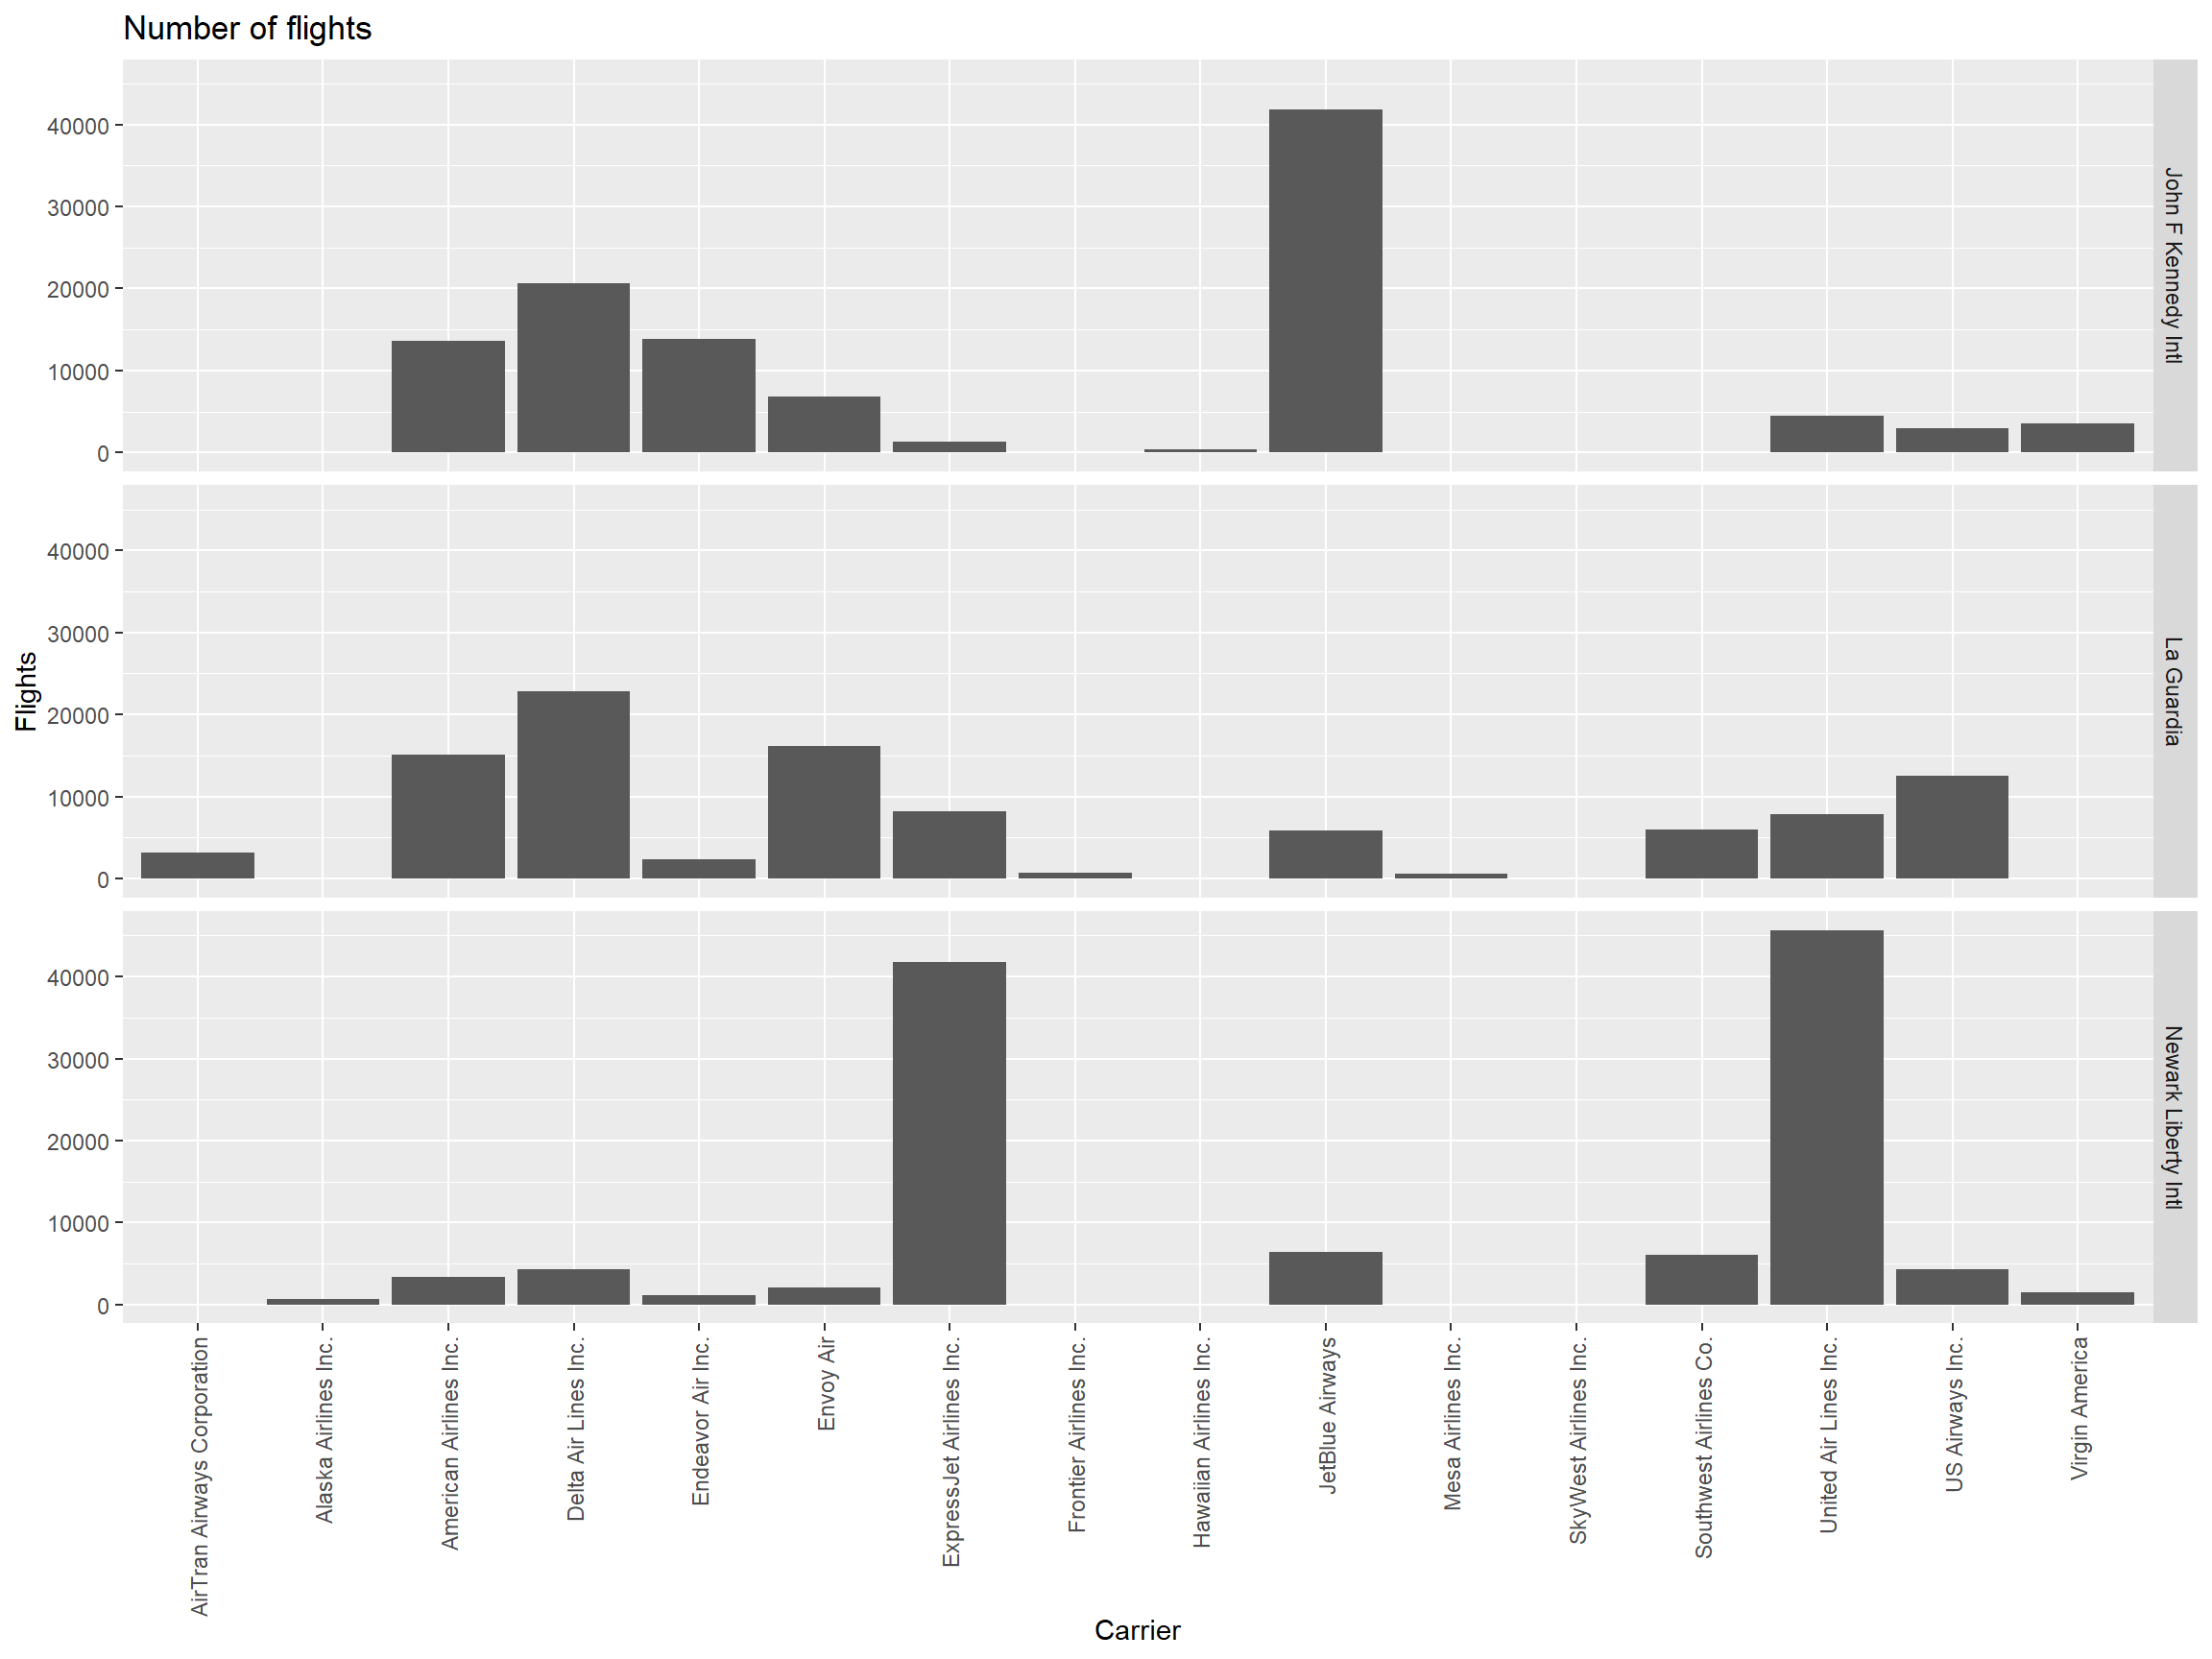 Number of flights
40000
30000
20000
10000
0
John F Kennedy Intl
Flights
40000
30000
20000
10000
0
La Guardia
40000
30000
20000
10000
0
Newark Liberty Intl
AirTran Airways Corporation
Alaska Airlines Inc.
American Airlines Inc.
Delta Air Lines Inc.
Endeavor Air Inc.
Envoy Air
ExpressJet Airlines Inc.
Frontier Airlines Inc.
Hawaiian Airlines Inc.
JetBlue Airways
Mesa Airlines Inc.
SkyWest Airlines Inc.
Southwest Airlines Co.
United Air Lines Inc.
US Airways Inc.
Virgin America
Carrier